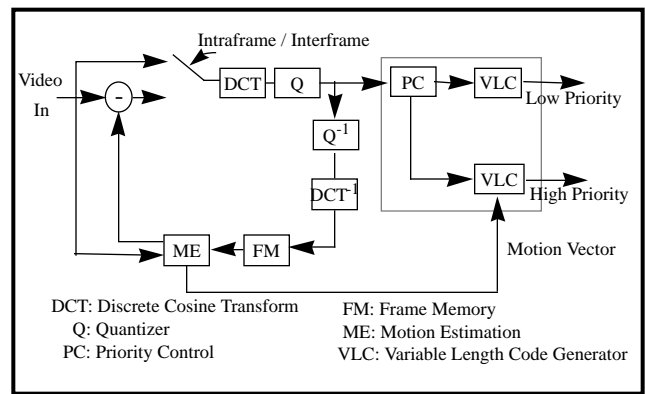 Intraframe / Interframe
Video
In
-
DCT
Q
PC
VLC
Low Priority
Q-1
DCT-1
VLC
High Priority
ME
FM
Motion Vector
DCT: Discrete Cosine Transform
Q: Quantizer
PC: Priority Control
FM: Frame Memory
ME: Motion Estimation
VLC: Variable Length Code Generator